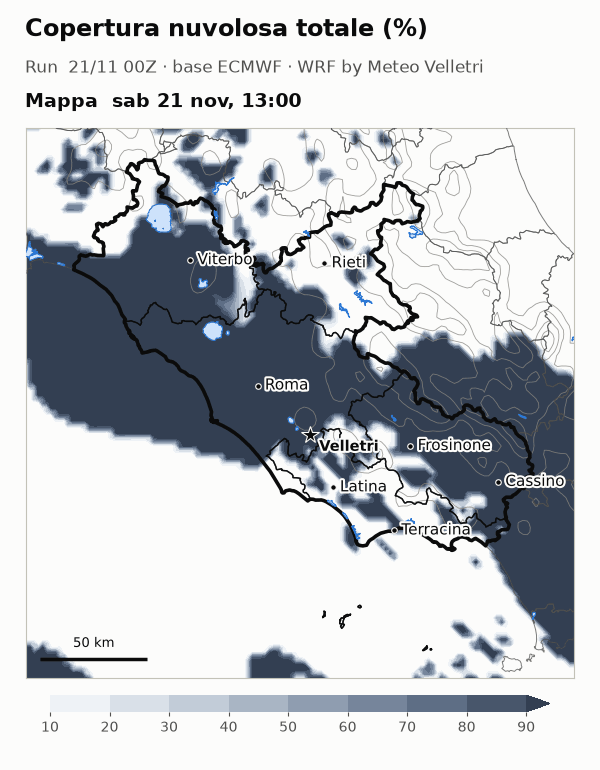 Copertura nuvolosa totale (%)
Run  21/11 00Z · base ECMWF · WRF by Meteo Velletri
Mappa  sab 21 nov, 13:00
Viterbo
Rieti
Roma
Velletri
Frosinone
Latina
Cassino
Terracina
50 km
10 20 30 40 50 60 70 80 90